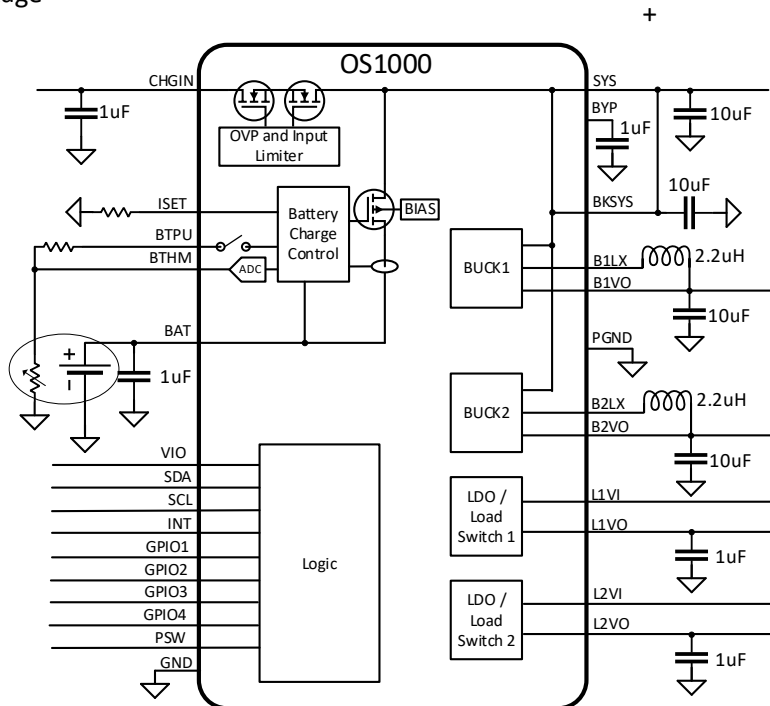 +
OS1000
CHGIN
1uF
OVP and Input
Limiter
SYS
BYP
1uF
10uF
ISET
BTPU
BTHM
ADC
Battery
Charge
Control
BIAS
10uF
BKSYS
BUCK1
B1LX
2.2uH
B1VO
10uF
BAT
+
1uF
PGND
BUCK2
B2LX
2.2uH
B2VO
10uF
VIO
SDA
SCL
INT
GPIO1
GPIO2
GPIO3
GPIO4
PSW
GND
Logic
LDO /
Load
Switch 1
L1VI
L1VO
1uF
LDO /
Load
Switch 2
L2VI
L2VO
1uF